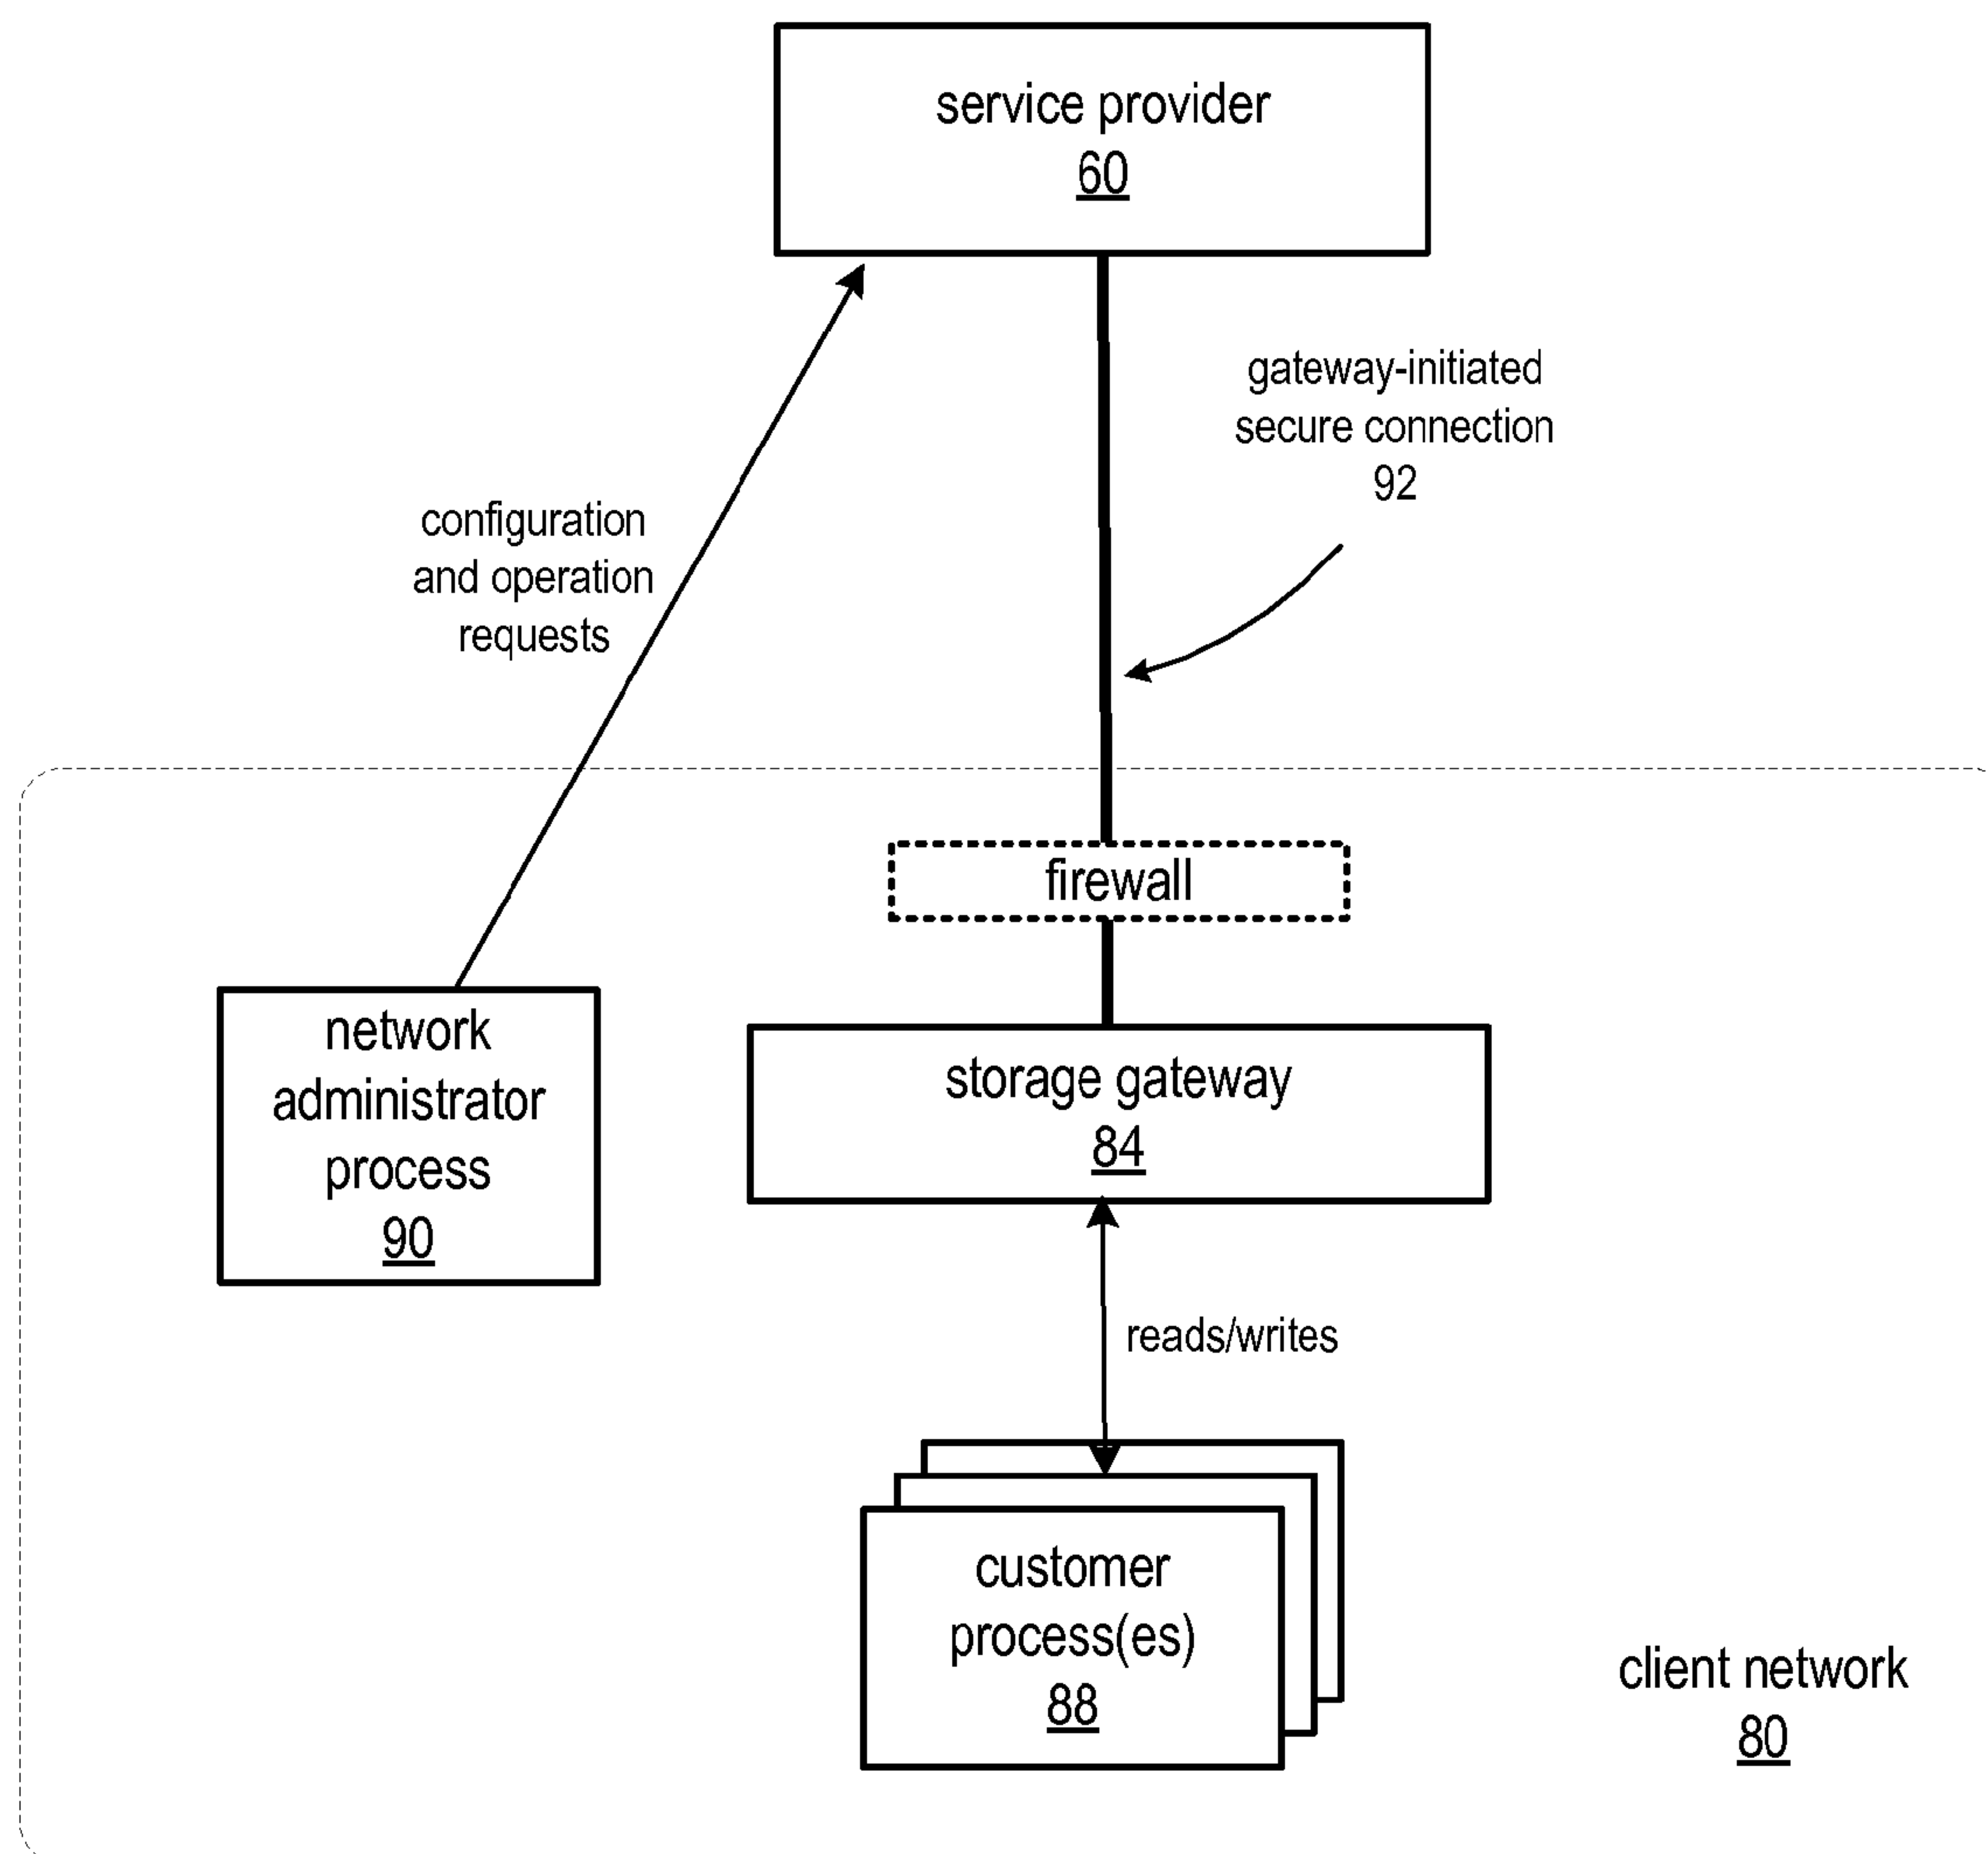 service provider
60
gateway-initiated
secure connection
92
configuration
and operation
requests
firewall
network
administrator
process
90
storage gateway
84
reads/writes
customer
process(es)
88
client network
80